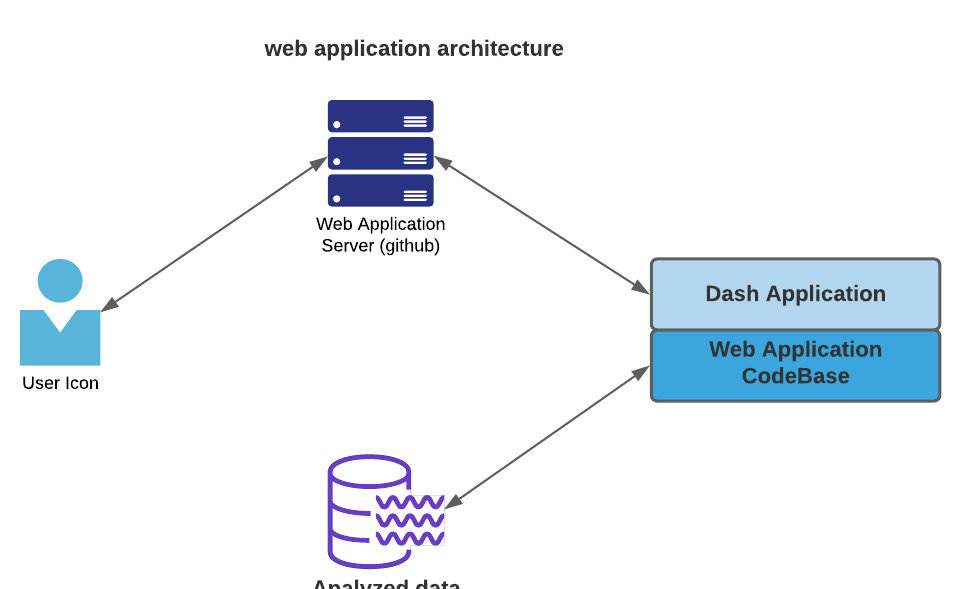 web application architecture
Web Application
Server (github)
Dash Application
Web Application
CodeBase
User Icon
Analyzed data